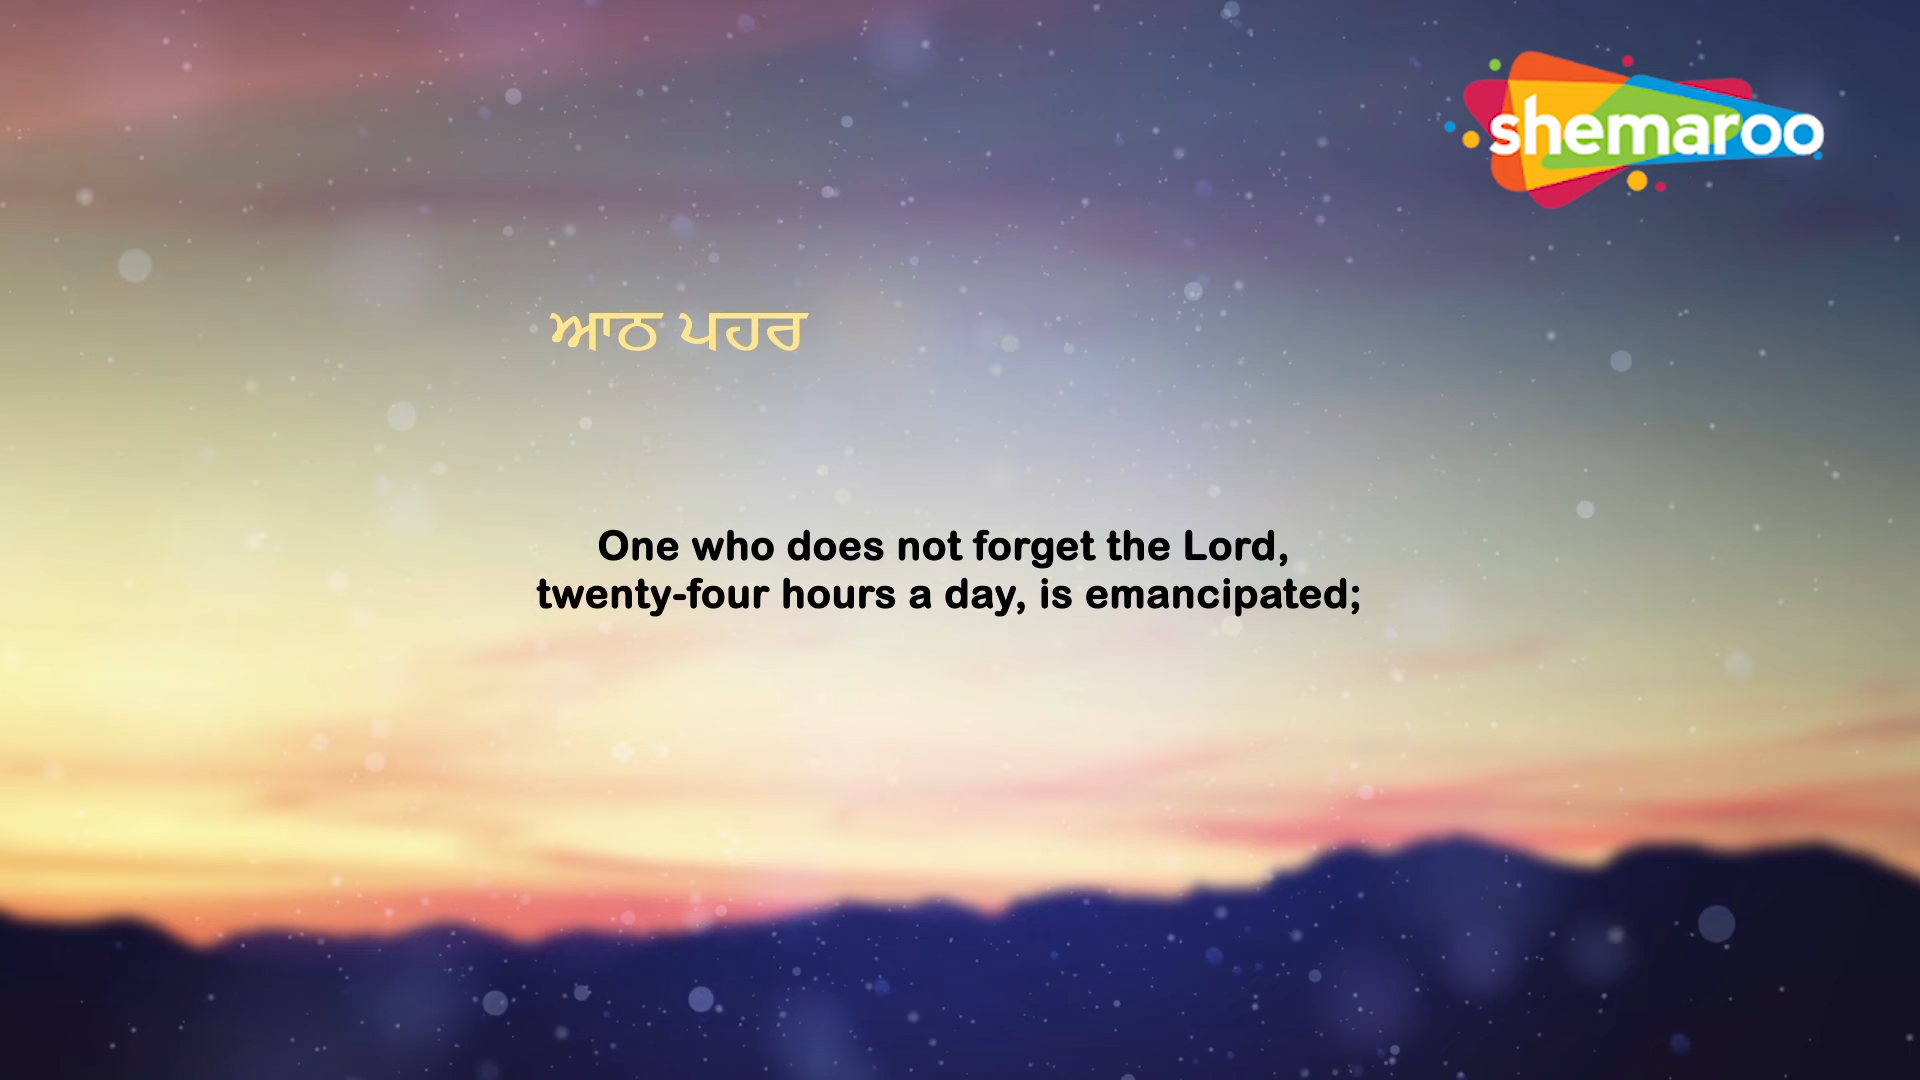 shemaroo
ਆਠ ਪਹਰ
One who does not forget the Lord,
twenty-four hours a day, is emancipated;